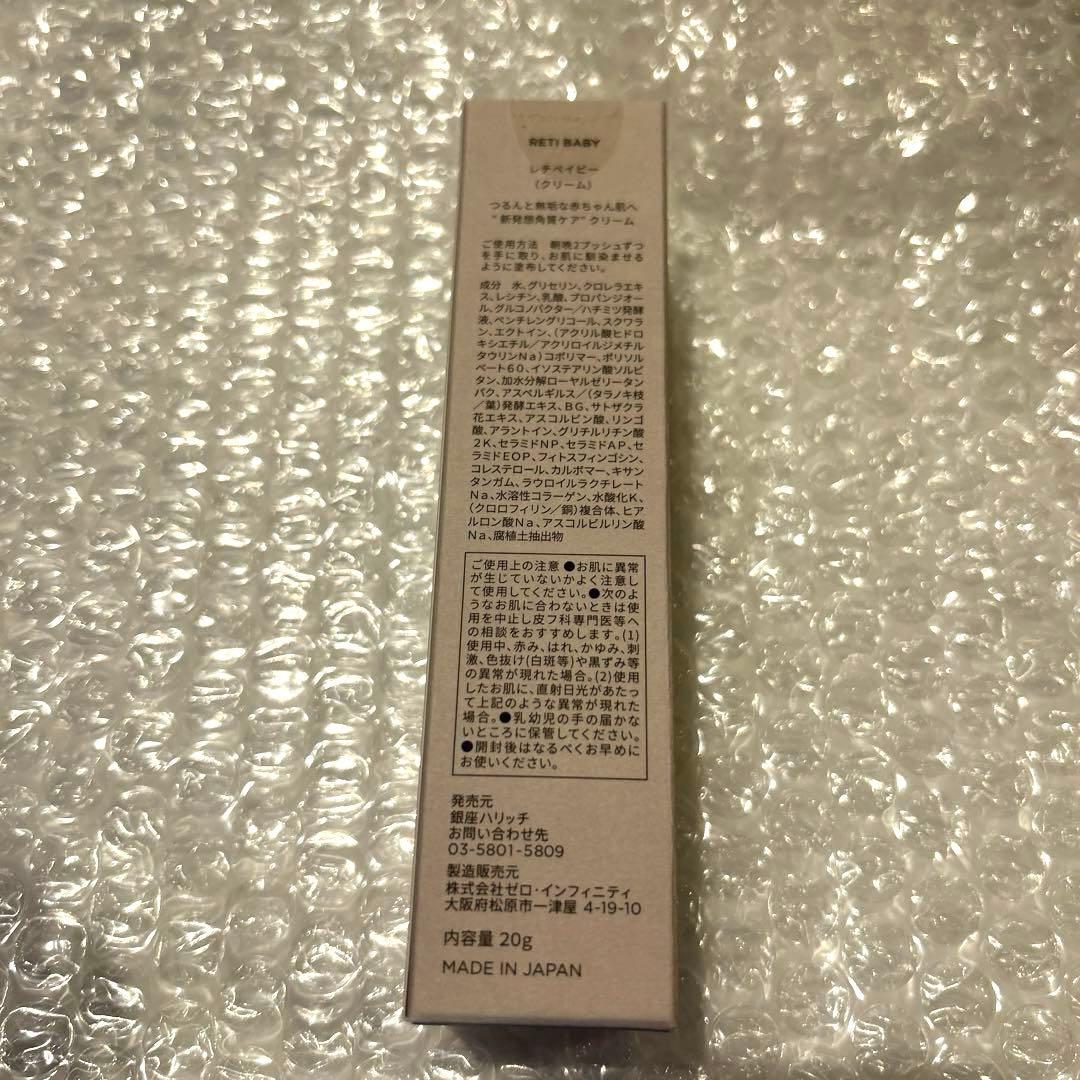 RETI BABY
レチベイビー
（クリーム）
つるんと無垢な赤ちゃん肌へ
"新発想角質ケア" クリーム
ご使用方法　朝晩2プッシュずつ
を手に取り、お肌に馴染ませる
ように塗布してください。
成分　水、グリセリン、クロレラエキ
ス、レシチン、乳酸、プロパンジオー
ル、グルコノバクター／ハチミツ発酵
液、ペンチレングリコール、スクワラ
ン、エクトイン、（アクリル酸ヒドロ
キシエチル／アクリロイルジメチル
タウリンＮａ）コポリマー、ポリソル
ベート６０、イソステアリン酸ソルビ
タン、加水分解ローヤルゼリータン
パク、アスペルギルス／（タラノキ枝
／葉）発酵エキス、ＢＧ、サトザクラ
花エキス、アスコルビン酸、リンゴ
酸、アラントイン、グリチルリチン酸
２Ｋ、セラミドＮＰ、セラミドＡＰ、セ
ラミドＥＯＰ、フィトスフィンゴシン、
コレステロール、カルボマー、キサン
タンガム、ラウロイルラクチレート
Ｎａ、水溶性コラーゲン、水酸化Ｋ、
（クロロフィリン／銅）複合体、ヒア
ルロン酸Ｎａ、アスコルビルリン酸
Ｎａ、腐植土抽出物
ご使用上の注意 ●お肌に異常
が生じていないかよく注意し
て使用してください。●次のよ
うなお肌に合わないときは使
用を中止し皮フ科専門医等へ
の相談をおすすめします。(1)
使用中、赤み、はれ、かゆみ、刺
激、色抜け(白斑等)や黒ずみ等
の異常が現れた場合。(2)使用
したお肌に、直射日光があたっ
て上記のような異常が現れた
場合。●乳幼児の手の届かな
いところに保管してください。
●開封後はなるべくお早めに
お使いください。
発売元
銀座ハリッチ
お問い合わせ先
03-5801-5809
製造販売元
株式会社ゼロ・インフィニティ
大阪府松原市一津屋 4-19-10
内容量 20g
MADE IN JAPAN